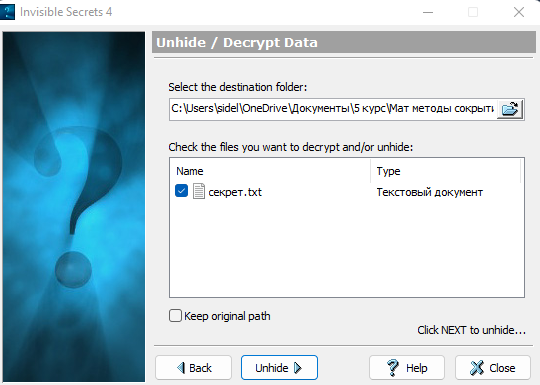 Invisible Secrets 4
Unhide / Decrypt Data
Select the destination folder:
C:\Users\sidel\OneDrive\Документы\5 курс\Мат методы сокрыти
Check the files you want to decrypt and/or unhide:
Name Type
секрет.txt Текстовый документ
Keep original path
Click NEXT to unhide...
Back Unhide Help Close